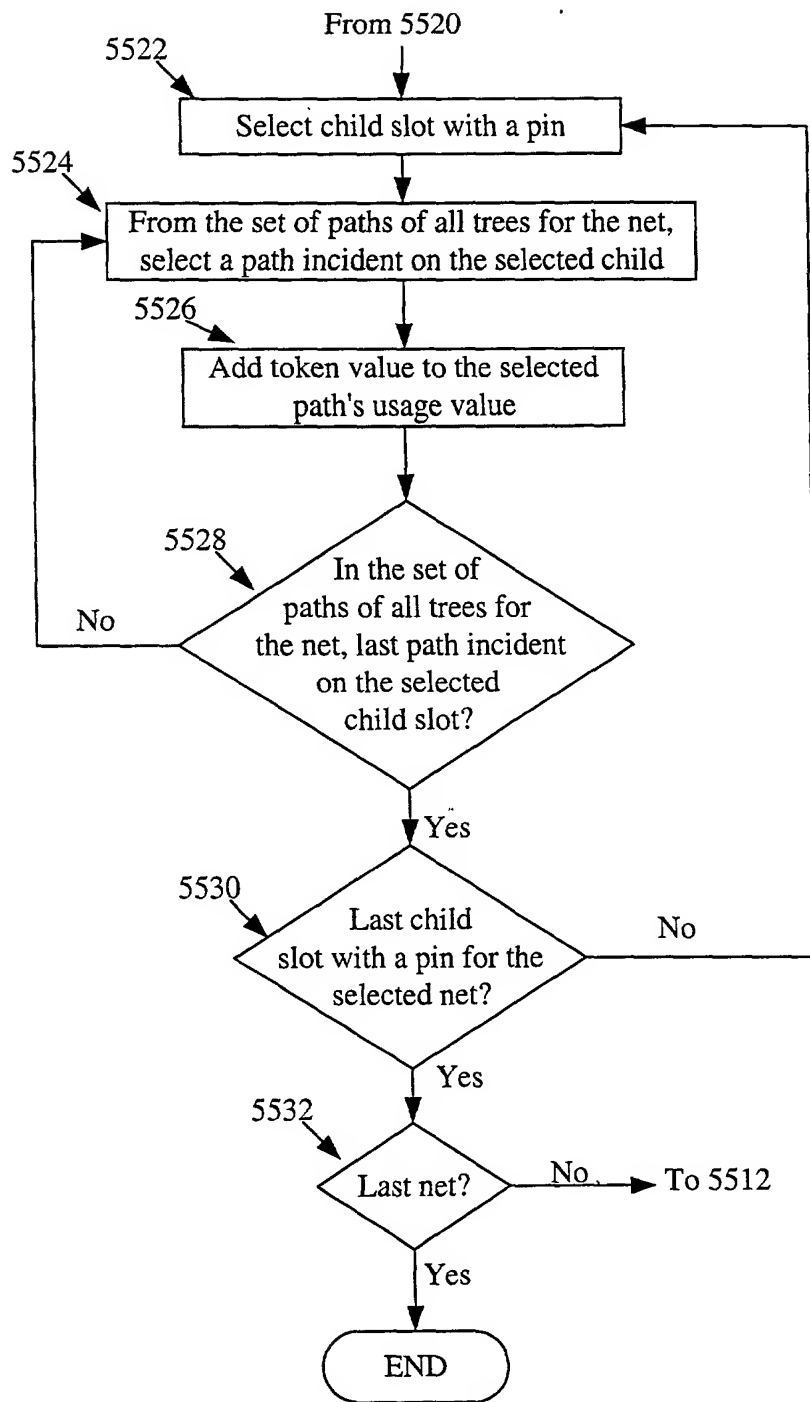 From 5520
5522
Select child slot with a pin
5524
From the set of paths of all trees for the net,
select a path incident on the selected child
5526
Add token value to the selected
path's usage value
5528
In the set of
paths of all trees for
the net, last path incident
on the selected
child slot?
No
Yes
5530
Last child
slot with a pin for the
selected net?
No
Yes
5532
Last net?
No
To 5512
Yes
END